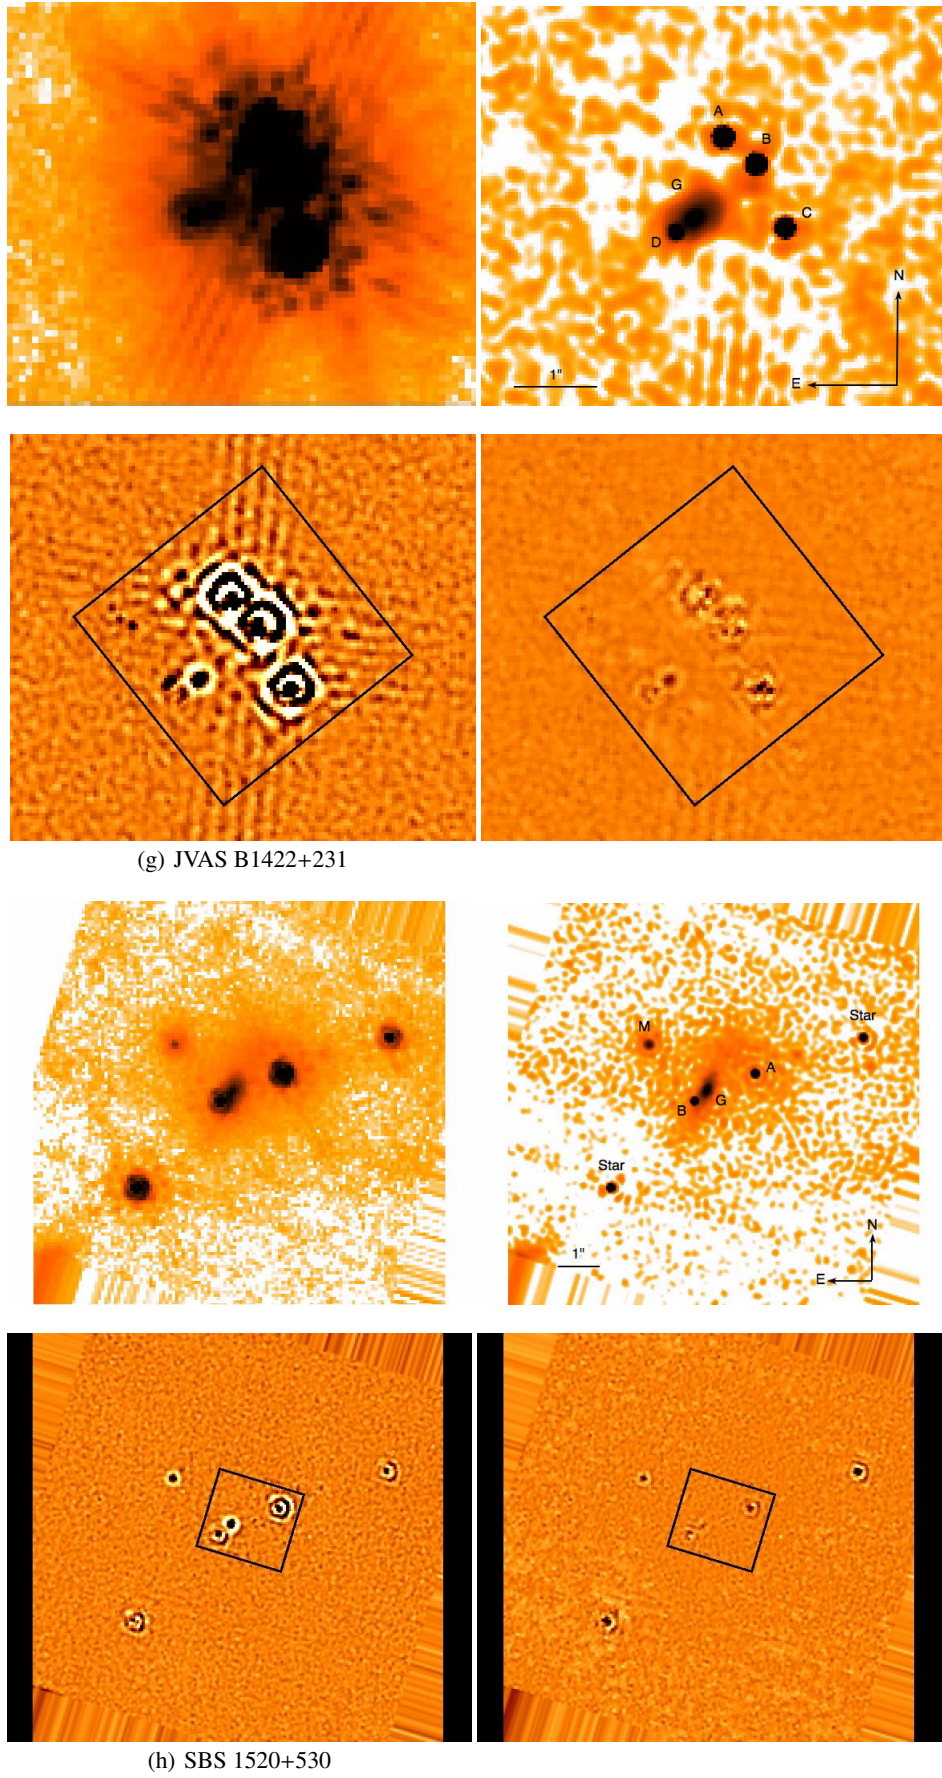 A
B
G
C
D
N
1"
E
(g) JVAS B1422+231
Star
M
A
B
G
Star
N
1"
E
(h) SBS 1520+530